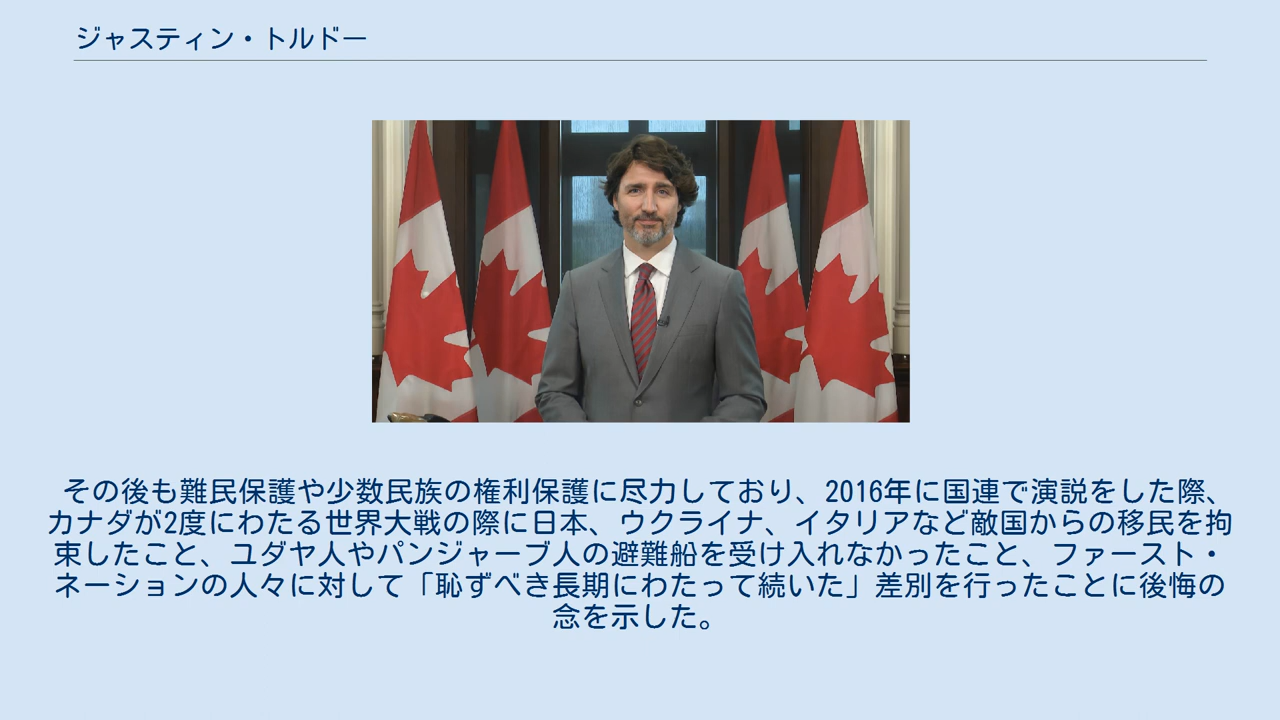 ジャスティン・トルドー
その後も難民保護や少数民族の権利保護に尽力しており、2016年に国連で演説をした際、
カナダが2度にわたる世界大戦の際に日本、ウクライナ、イタリアなど敵国からの移民を拘
束したこと、ユダヤ人やパンジャーブ人の避難船を受け入れなかったこと、ファースト・
ネーションの人々に対して「恥ずべき長期にわたって続いた」差別を行ったことに後悔の
念を示した。